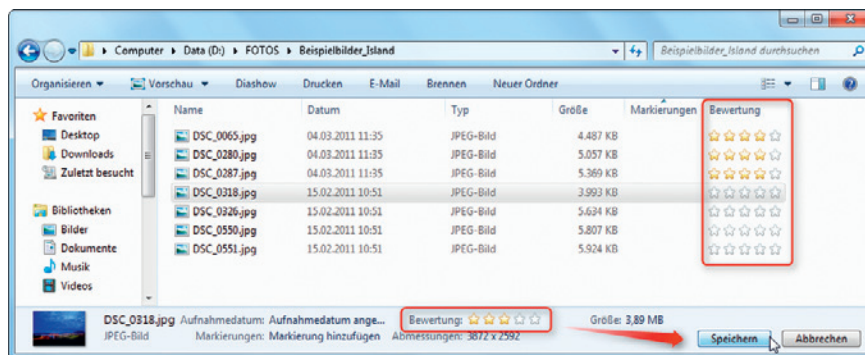 Computer ▸ Data (D:) ▸ FOTOS ▸ Beispielbilder_Island
Beispielbilder_Island durchsuchen
Organisieren Vorschau Diashow Drucken E-Mail Brennen Neuer Ordner
Name Datum Typ Größe Markierungen Bewertung
Favoriten
Desktop
Downloads
Zuletzt besucht
Bibliotheken
Bilder
Dokumente
Musik
Videos
DSC_0065.jpg 04.03.2011 11:35 JPEG-Bild 4.487 KB
DSC_0280.jpg 04.03.2011 11:35 JPEG-Bild 5.057 KB
DSC_0287.jpg 04.03.2011 11:35 JPEG-Bild 5.369 KB
DSC_0318.jpg 15.02.2011 10:51 JPEG-Bild 3.993 KB
DSC_0326.jpg 15.02.2011 10:51 JPEG-Bild 5.634 KB
DSC_0550.jpg 15.02.2011 10:51 JPEG-Bild 5.807 KB
DSC_0551.jpg 15.02.2011 10:51 JPEG-Bild 5.924 KB
DSC_0318.jpg Aufnahmedatum: Aufnahmedatum ange... Bewertung: Größe: 3,89 MB
JPEG-Bild Markierungen: Markierung hinzufügen Abmessungen: 3872 x 2592
Speichern Abbrechen